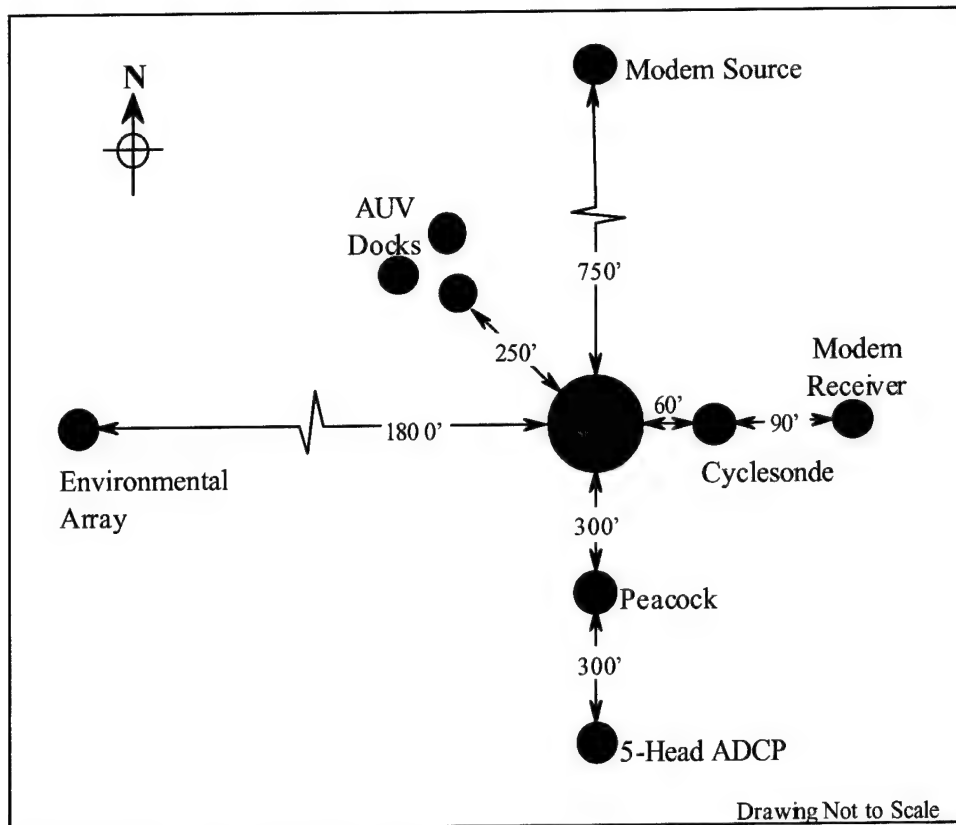 N
Modem Source
AUV
Docks
750’
250’
Modem
Receiver
60’
90’
180 0’
Cyclesonde
Environmental
Array
300’
Peacock
300’
5-Head ADCP
Drawing Not to Scale